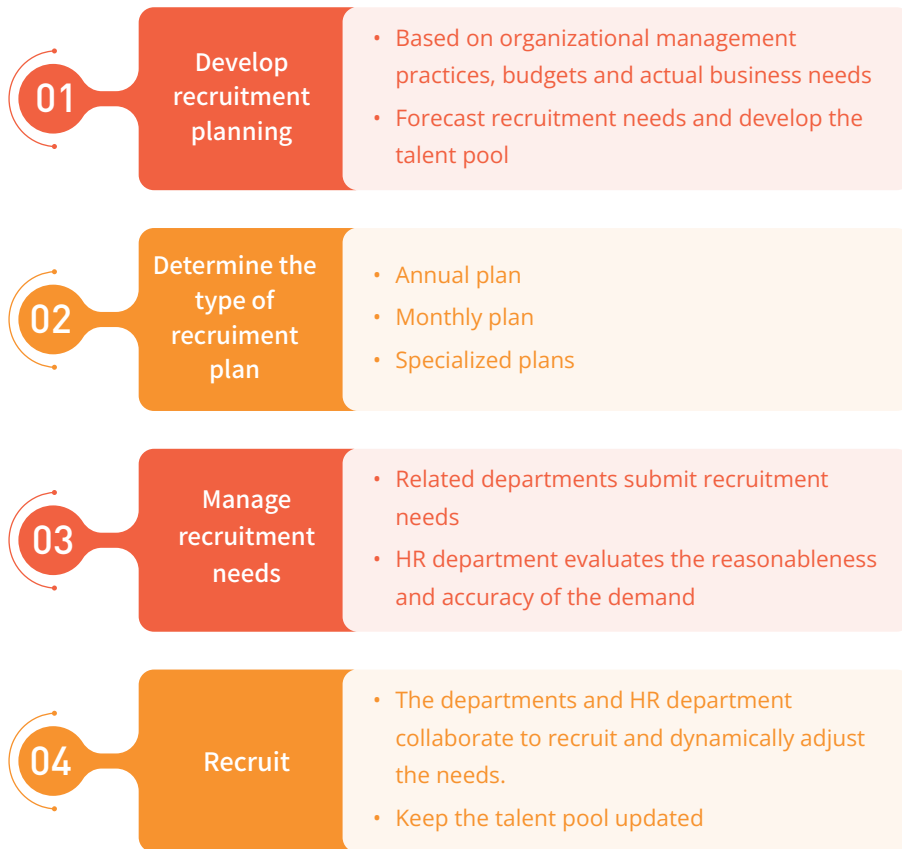 01
Develop
recruitment
planning
• Based on organizational management
practices, budgets and actual business needs
• Forecast recruitment needs and develop the
talent pool
02
Determine the
type of
recruiment
plan
• Annual plan
• Monthly plan
• Specialized plans
03
Manage
recruitment
needs
• Related departments submit recruitment
needs
• HR department evaluates the reasonableness
and accuracy of the demand
04
Recruit
• The departments and HR department
collaborate to recruit and dynamically adjust
the needs.
• Keep the talent pool updated